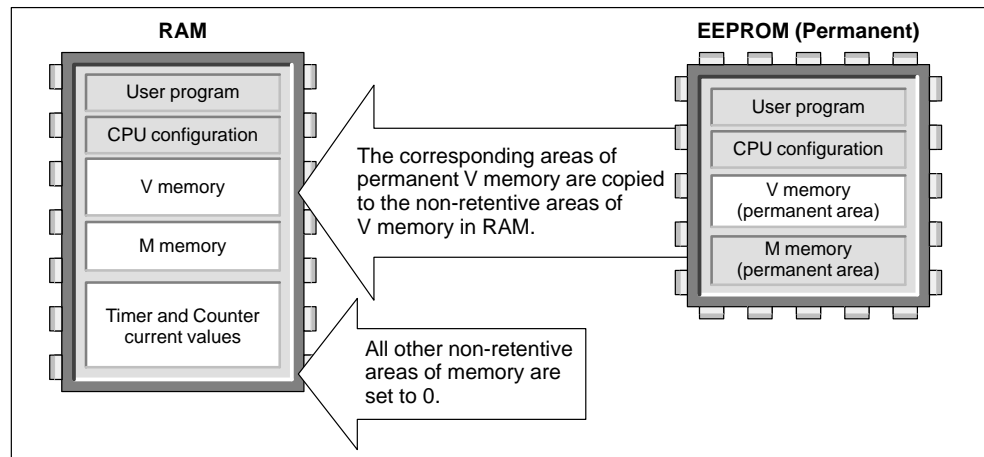 RAM
User program
CPU configuration
V memory
M memory
Timer and Counter
current values
The corresponding areas of
permanent V memory are copied
to the non-retentive areas of
V memory in RAM.
All other non-retentive
areas of memory are
set to 0.
EEPROM (Permanent)
User program
CPU configuration
V memory
(permanent area)
M memory
(permanent area)